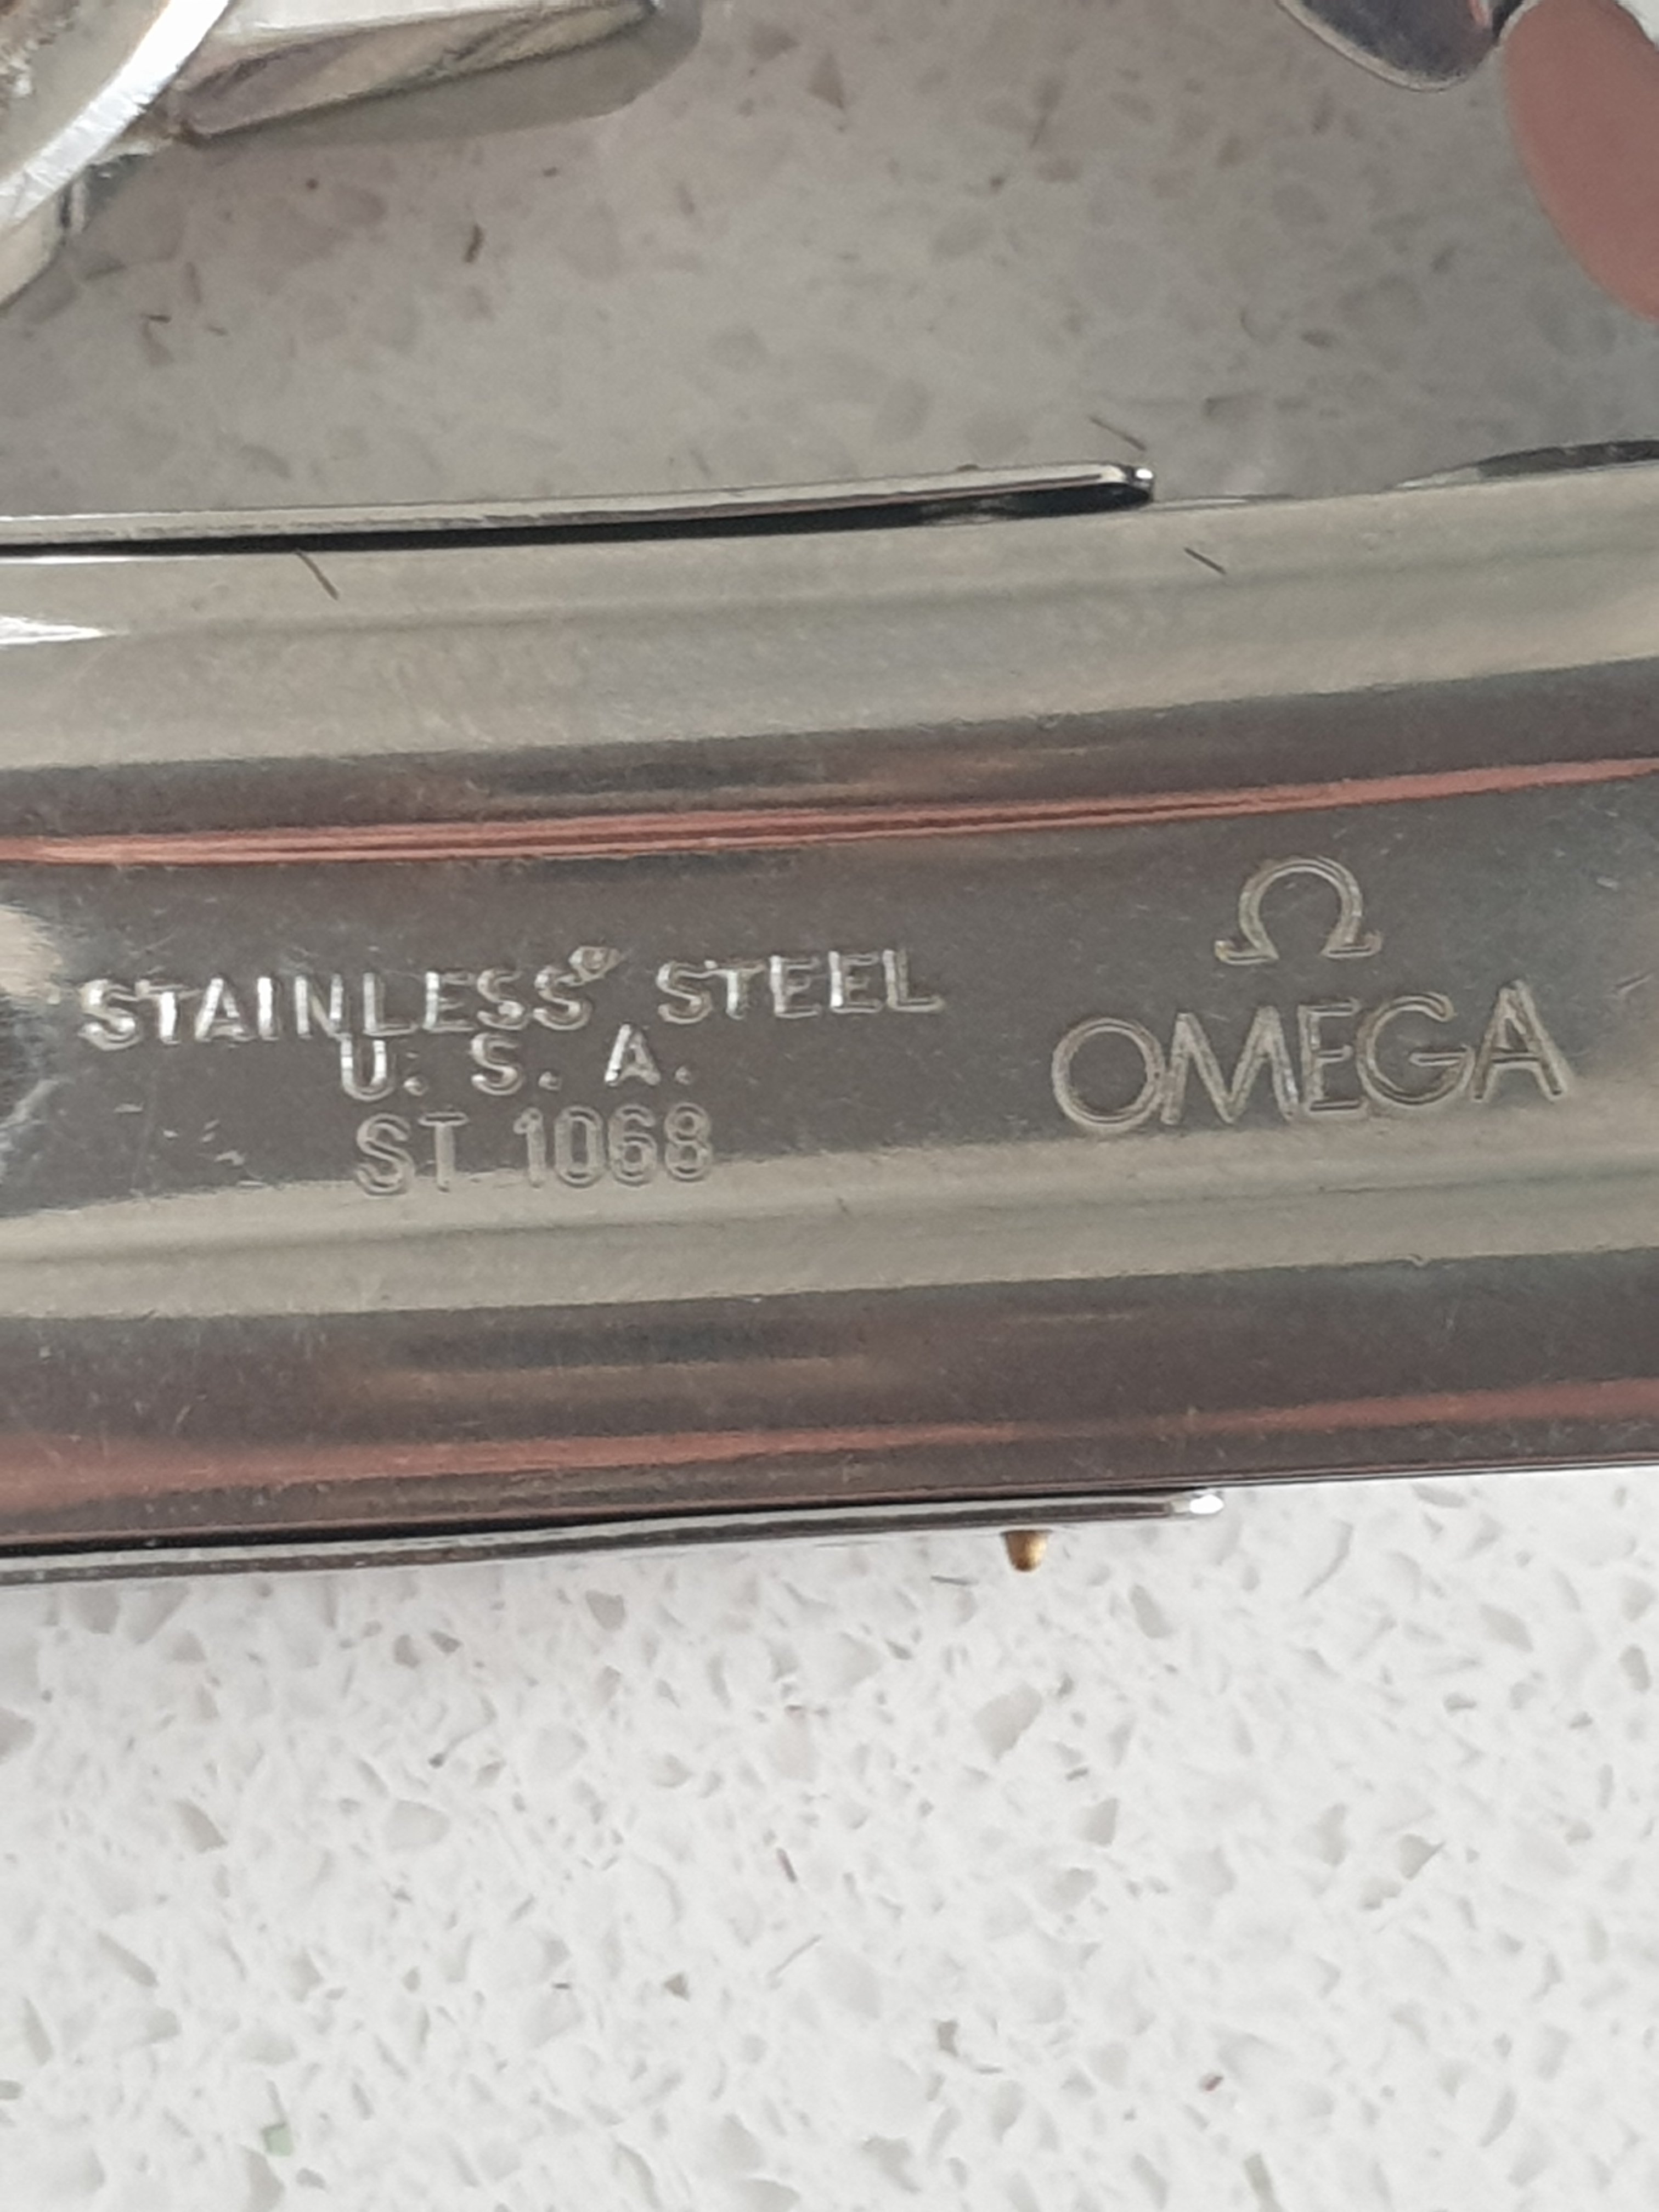 STAINLESS STEEL
U. S. A.
ST 1068
Ω
OMEGA